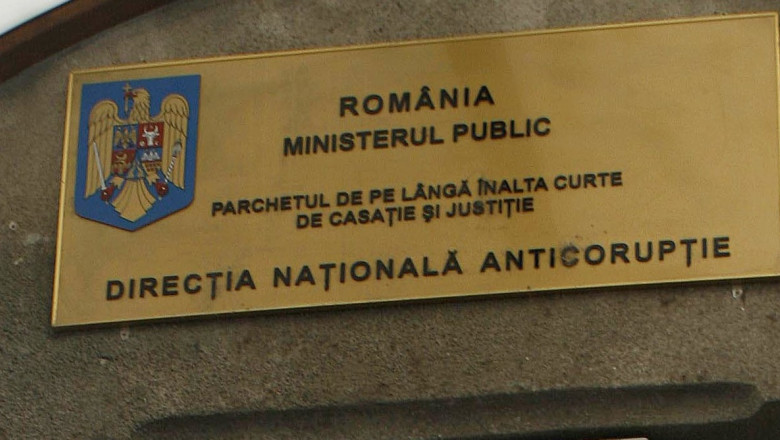 ROMÂNIA
MINISTERUL PUBLIC
PARCHETUL DE PE LÂNGĂ ÎNALTA CURTE
DE CASAȚIE ȘI JUSTIȚIE
DIRECȚIA NAȚIONALĂ ANTICORUPȚIE